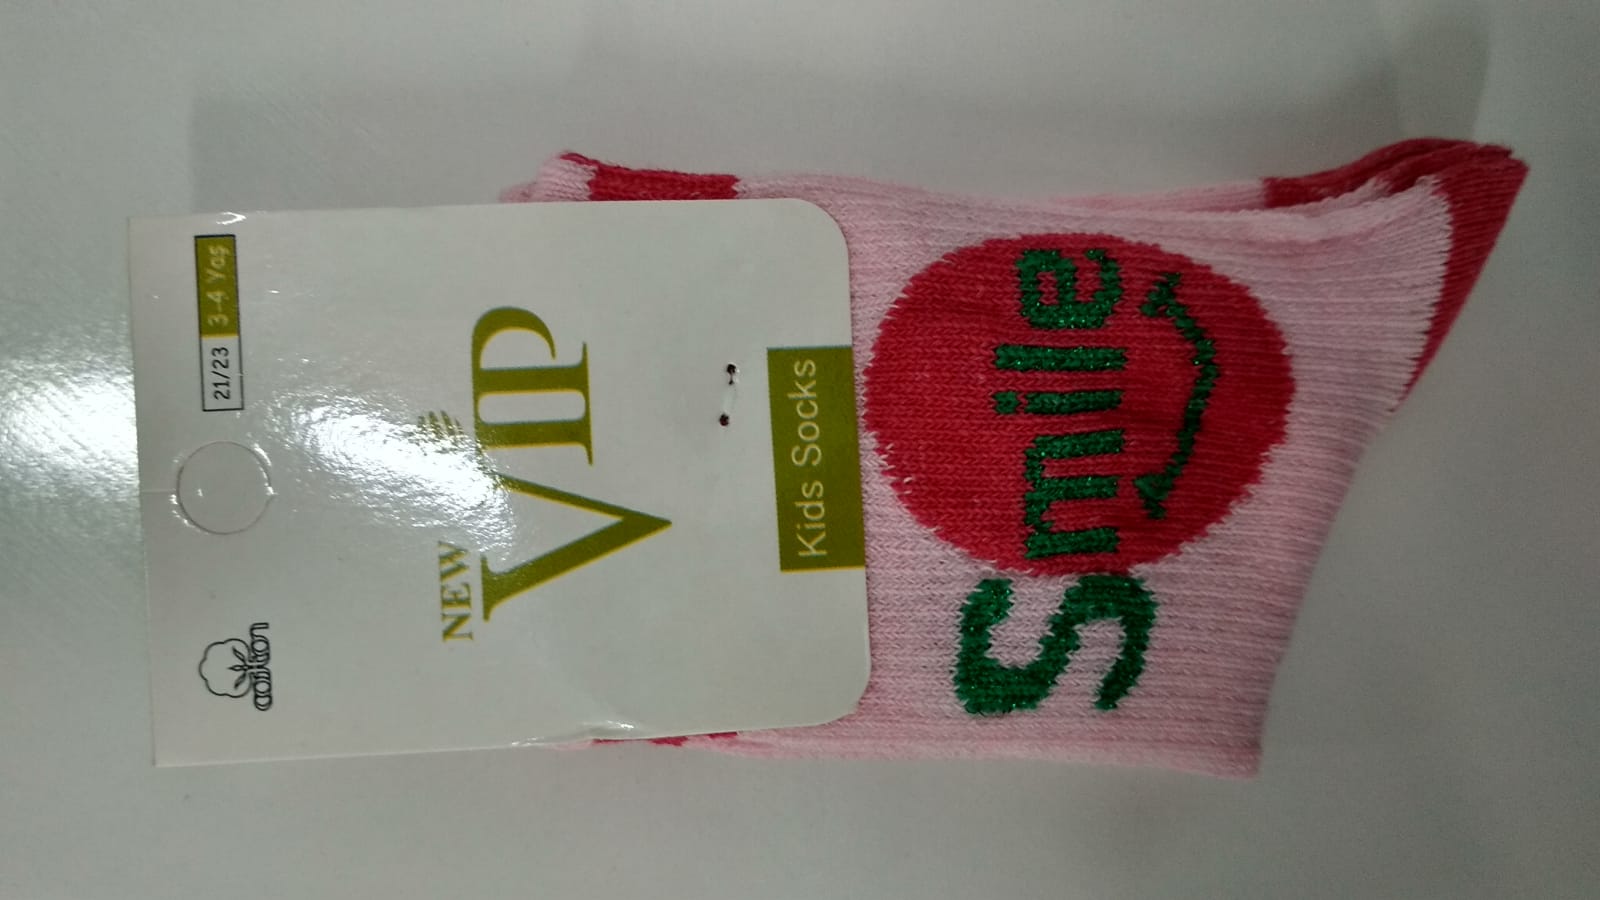 cotton
21/23 3-4 Yaş
NEW
VIP
Kids Socks
Smile